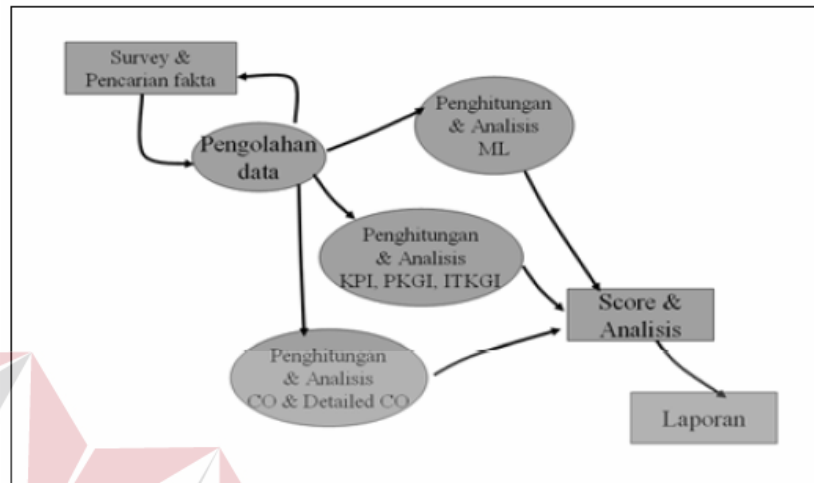 Survey &
Pencarian fakta
Pengolahan
data
Penghitungan
& Analisis
ML
Penghitungan
& Analisis
KPI, PKGI, ITKGI
Penghitungan
& Analisis
CO & Detailed CO
Score &
Analisis
Laporan